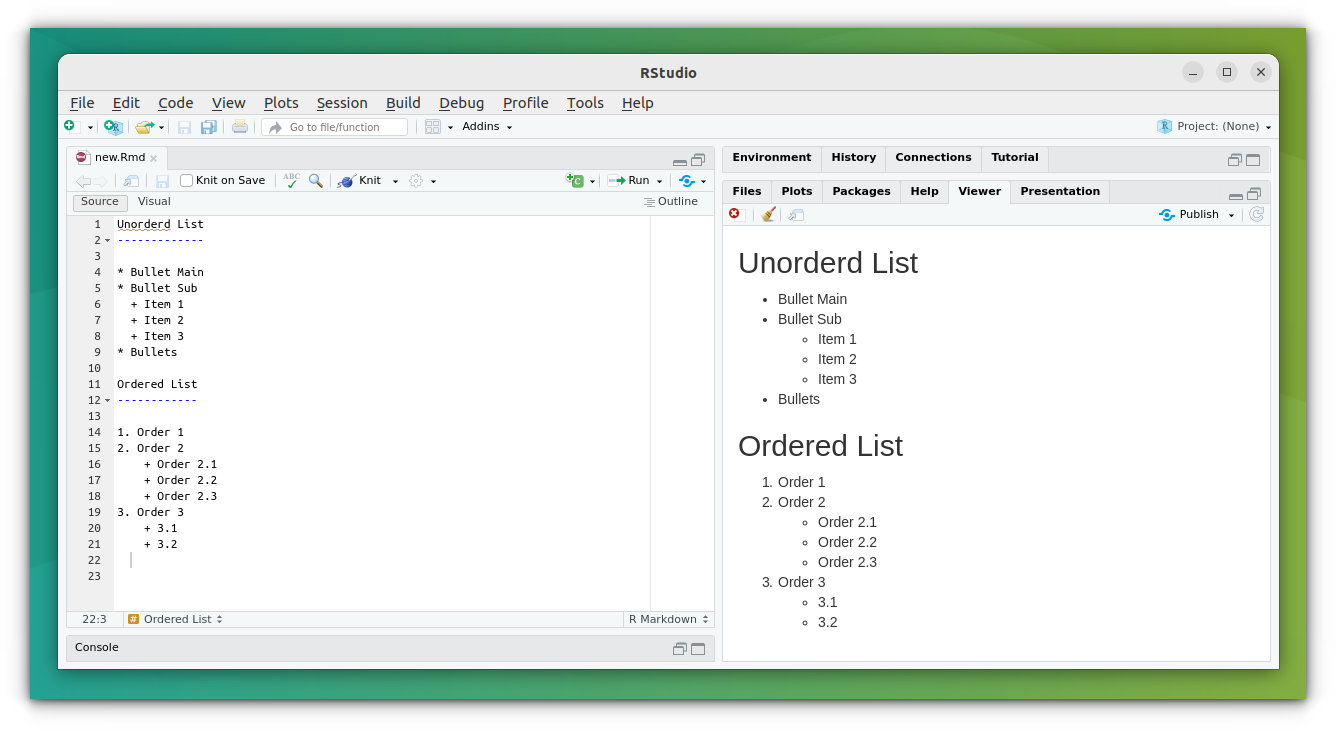 RStudio
File Edit Code View Plots Session Build Debug Profile Tools Help
Go to file/function Addins Project: (None)
new.Rmd
Knit on Save ABC Knit Run
Source Visual Outline
1 Unorderd List
2 -------------
3
4 * Bullet Main
5 * Bullet Sub
6 + Item 1
7 + Item 2
8 + Item 3
9 * Bullets
10
11 Ordered List
12 ------------
13
14 1. Order 1
15 2. Order 2
16 + Order 2.1
17 + Order 2.2
18 + Order 2.3
19 3. Order 3
20 + 3.1
21 + 3.2
22
23
22:3 # Ordered List R Markdown
Console
Environment History Connections Tutorial
Files Plots Packages Help Viewer Presentation
Publish
Unorderd List
• Bullet Main
• Bullet Sub
◦ Item 1
◦ Item 2
◦ Item 3
• Bullets
Ordered List
1. Order 1
2. Order 2
◦ Order 2.1
◦ Order 2.2
◦ Order 2.3
3. Order 3
◦ 3.1
◦ 3.2